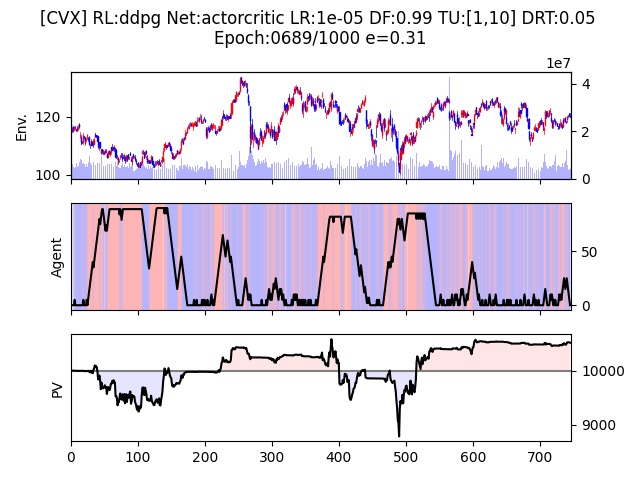 [CVX] RL:ddpg Net:actorcritic LR:1e-05 DF:0.99 TU:[1,10] DRT:0.05
Epoch:0689/1000 e=0.31
1e7
Env.
120
100
4
2
0
Agent
50
0
PV
10000
9000
0 100 200 300 400 500 600 700